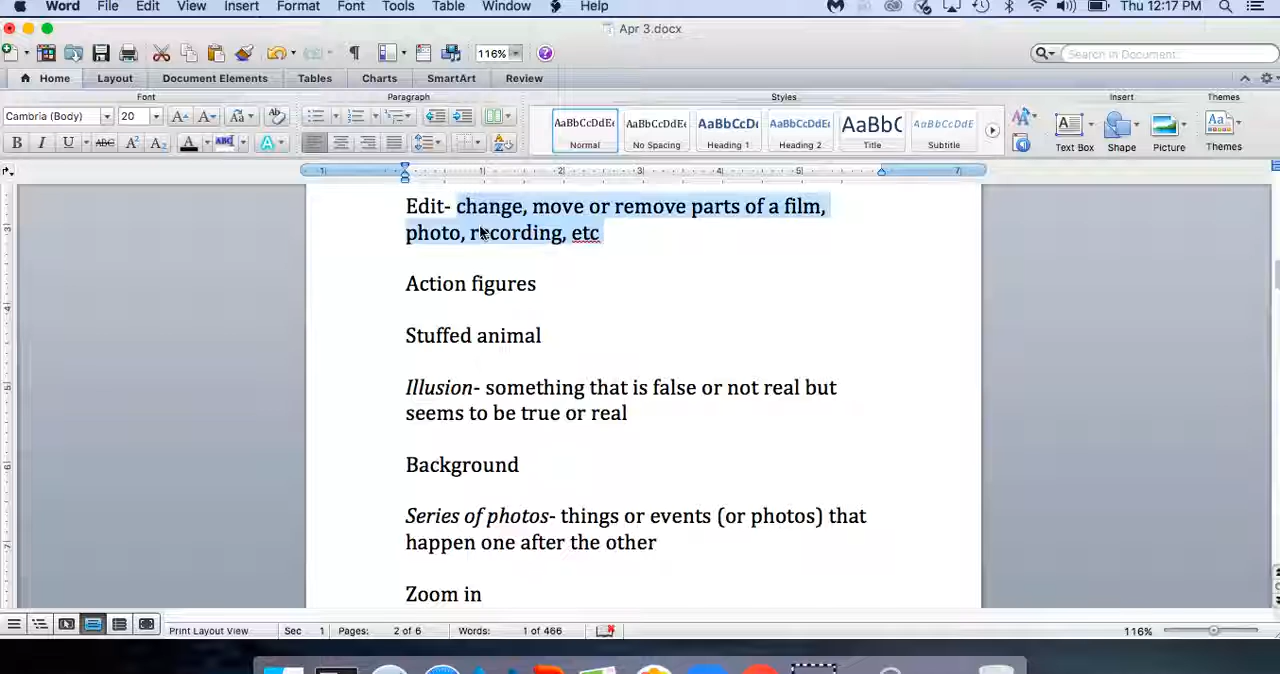 Word File Edit View Insert Format Font Tools Table Window Help Thu 12:17 PM
Apr 3.docx
116% Search in Document
Home Layout Document Elements Tables Charts SmartArt Review
Font Paragraph Styles Insert Themes
Cambria (Body) 20 AaBbCcDdEe AaBbCcDdEe AaBbCcDd AaBbCcDdEe AaBbC AaBbCcDdE
Normal No Spacing Heading 1 Heading 2 Title Subtitle Text Box Shape Picture Themes
Edit- change, move or remove parts of a film,
photo, recording, etc
Action figures
Stuffed animal
Illusion- something that is false or not real but
seems to be true or real
Background
Series of photos- things or events (or photos) that
happen one after the other
Zoom in
Print Layout View Sec 1 Pages: 2 of 6 Words: 1 of 466 116%